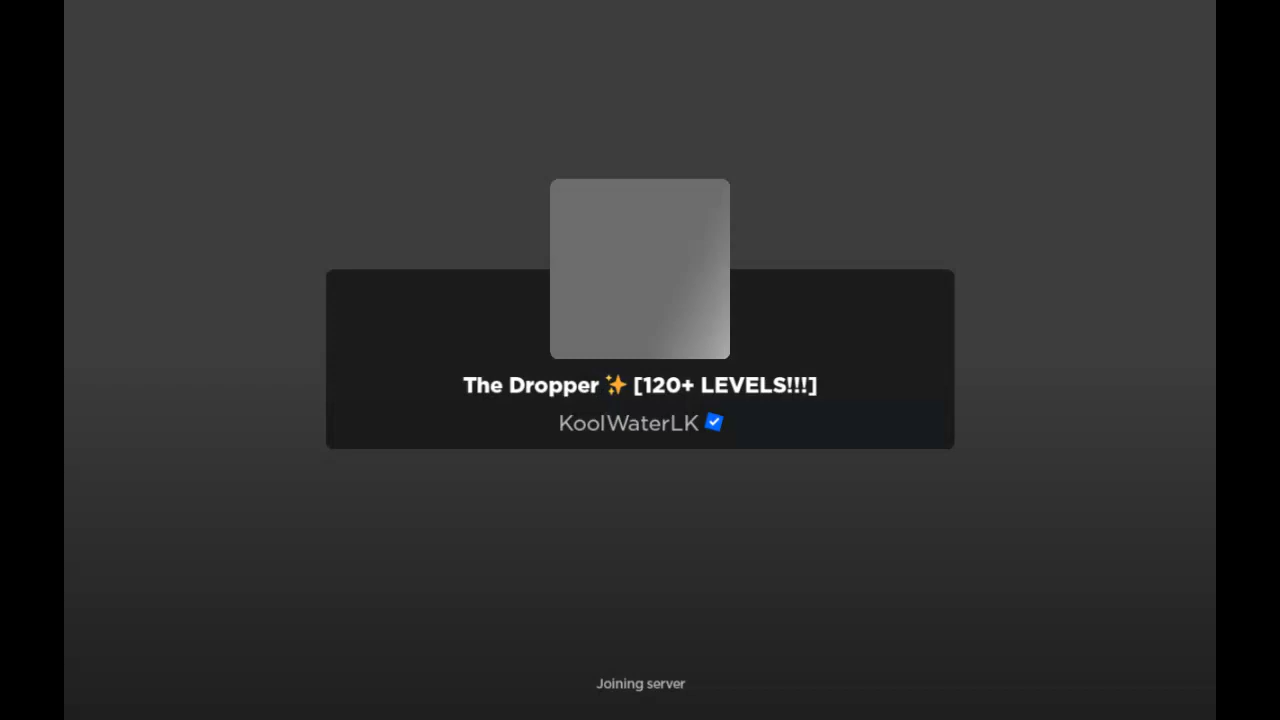 The Dropper ✨ [120+ LEVELS!!!]
KoolWaterLK
Joining server